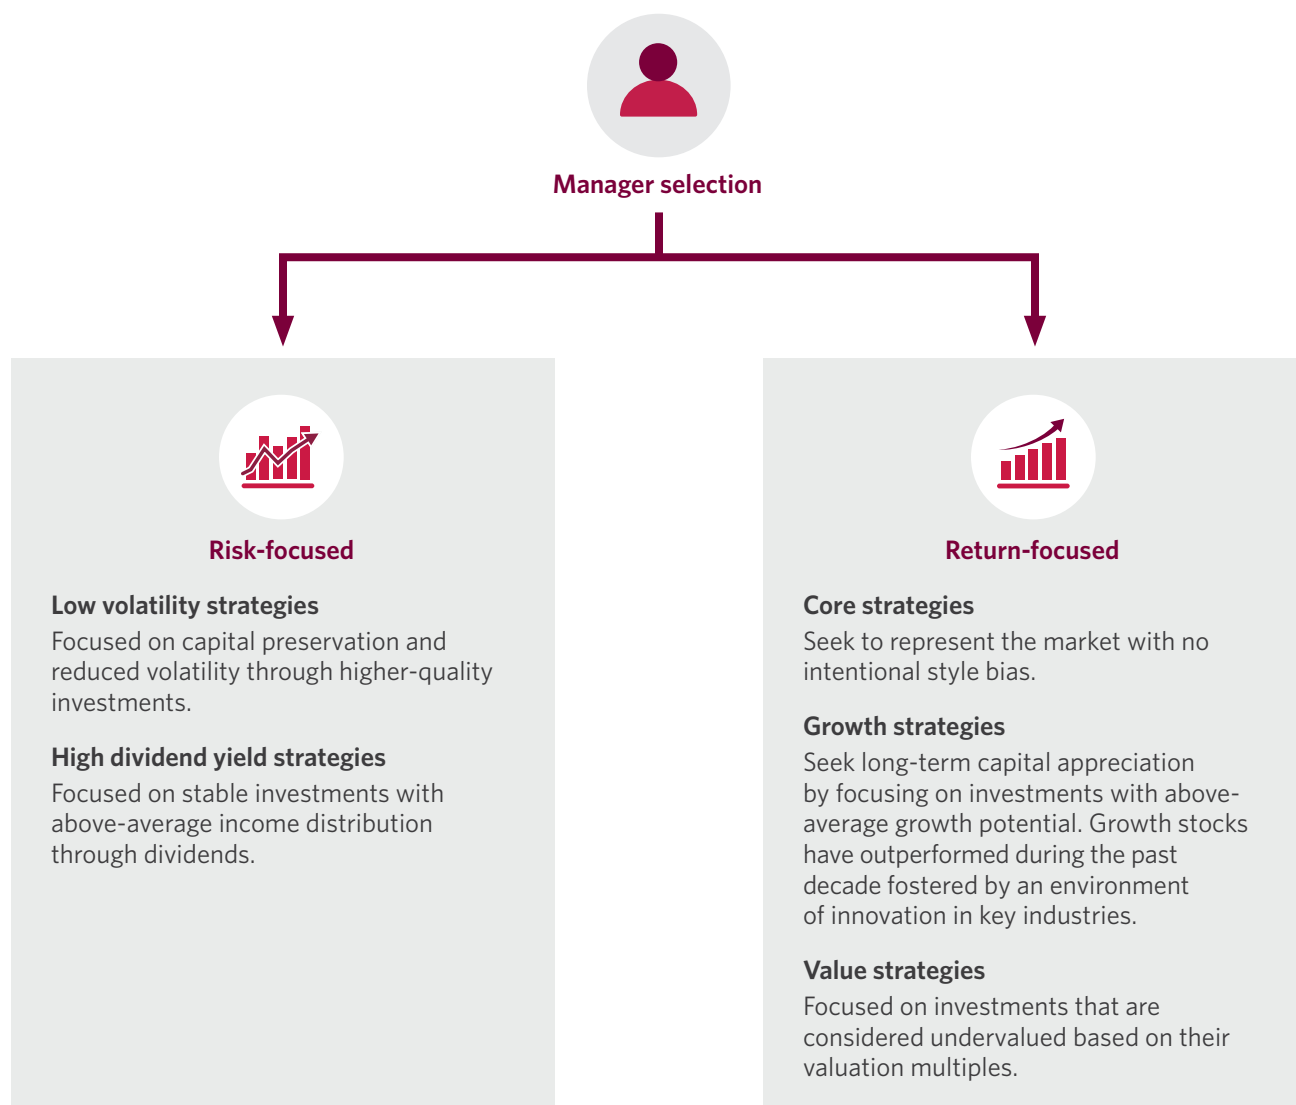 Manager selection
Risk-focused
Low volatility strategies
Focused on capital preservation and
reduced volatility through higher-quality
investments.
High dividend yield strategies
Focused on stable investments with
above-average income distribution
through dividends.
Return-focused
Core strategies
Seek to represent the market with no
intentional style bias.
Growth strategies
Seek long-term capital appreciation
by focusing on investments with above-
average growth potential. Growth stocks
have outperformed during the past
decade fostered by an environment
of innovation in key industries.
Value strategies
Focused on investments that are
considered undervalued based on their
valuation multiples.